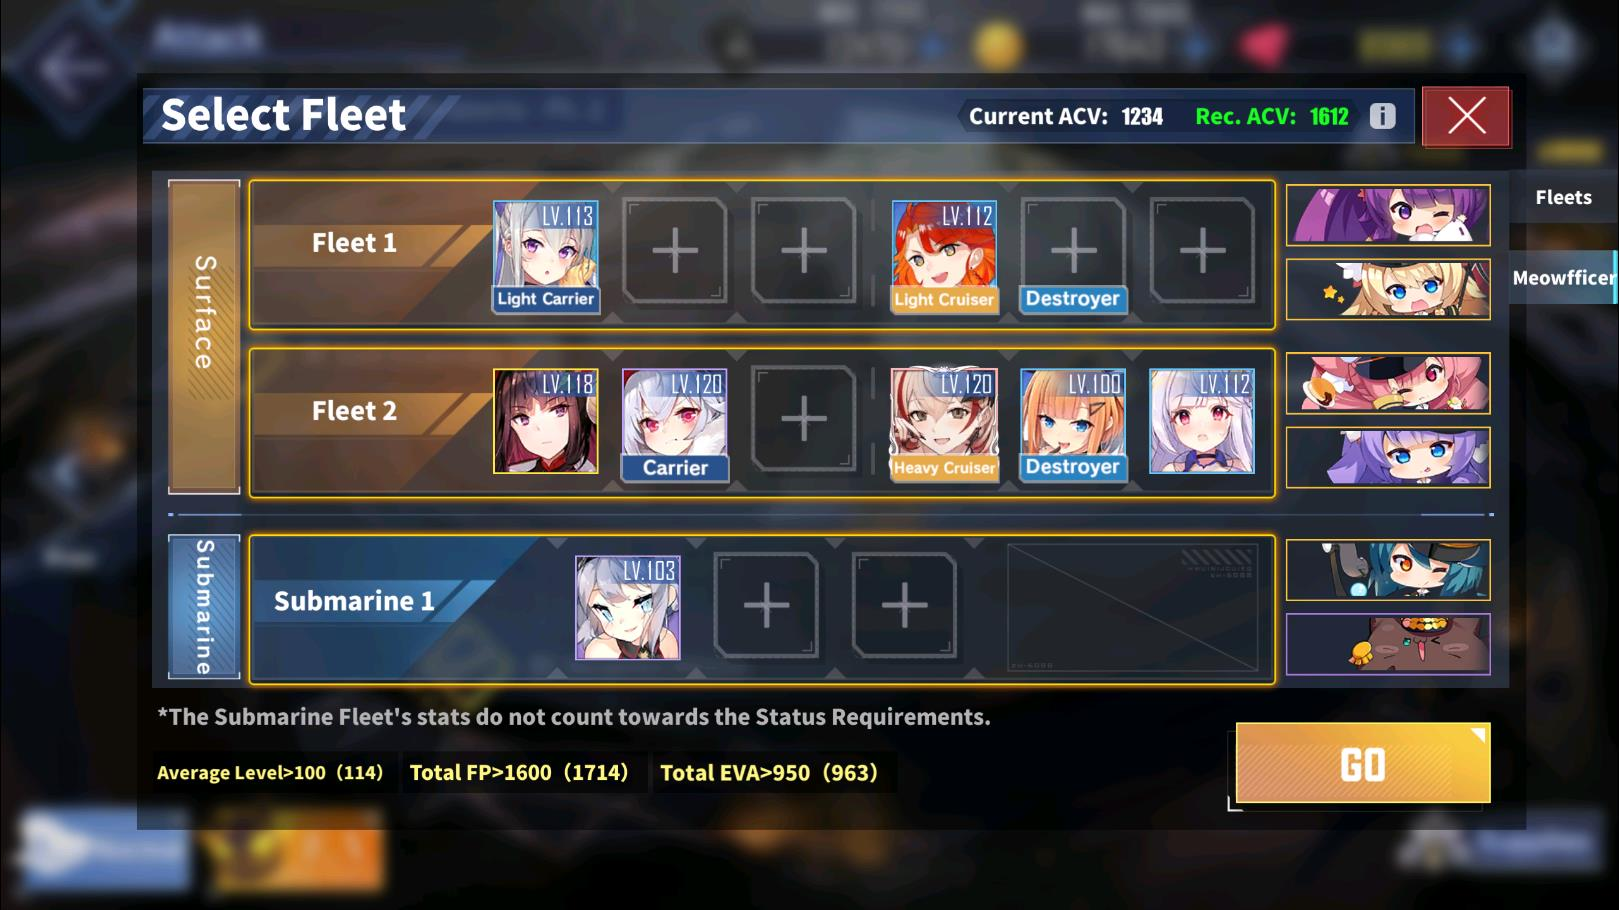 Attack
Select Fleet
Current ACV: 1234
Rec. ACV: 1612
i
Fleets
Meowfficer
Surface
Fleet 1
LV.113
Light Carrier
LV.112
Light Cruiser
Destroyer
Fleet 2
LV.118
LV.120
Carrier
LV.120
Heavy Cruiser
LV.100
Destroyer
LV.112
Submarine
Submarine 1
LV.103
*The Submarine Fleet's stats do not count towards the Status Requirements.
Average Level>100 (114)
Total FP>1600 (1714)
Total EVA>950 (963)
GO